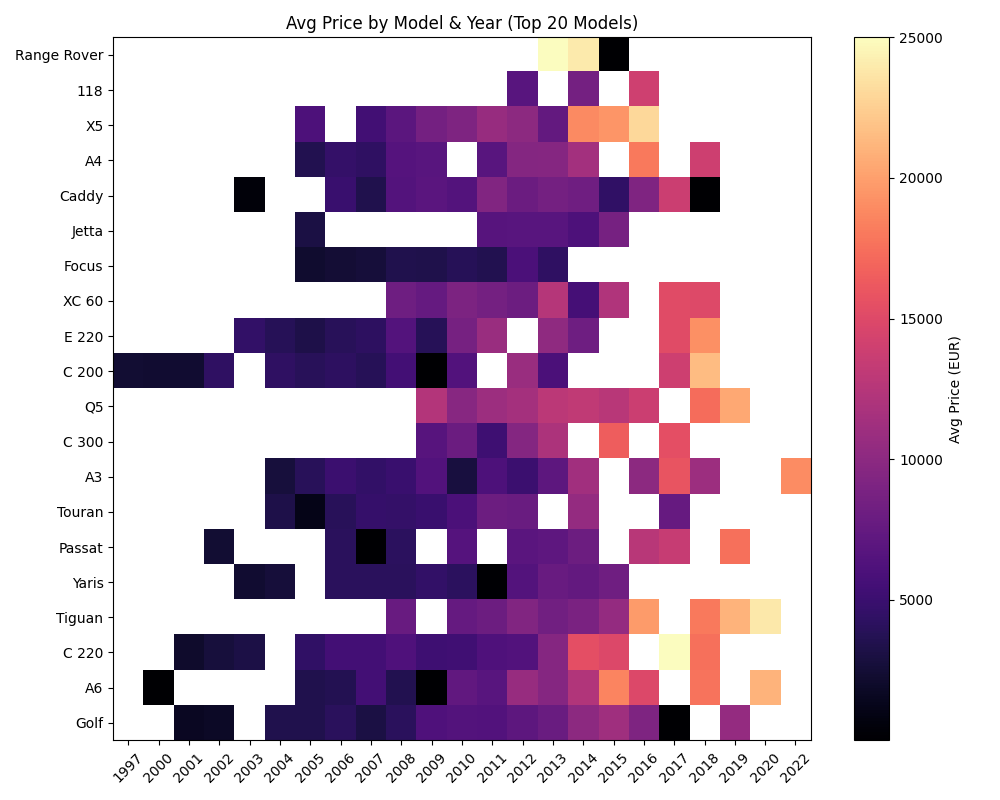 Avg Price by Model & Year (Top 20 Models)
Range Rover
118
X5
A4
Caddy
Jetta
Focus
XC 60
E 220
C 200
Q5
C 300
A3
Touran
Passat
Yaris
Tiguan
C 220
A6
Golf
1997 2000 2001 2002 2003 2004 2005 2006 2007 2008 2009 2010 2011 2012 2013 2014 2015 2016 2017 2018 2019 2020 2022
25000
20000
15000
10000
5000
Avg Price (EUR)